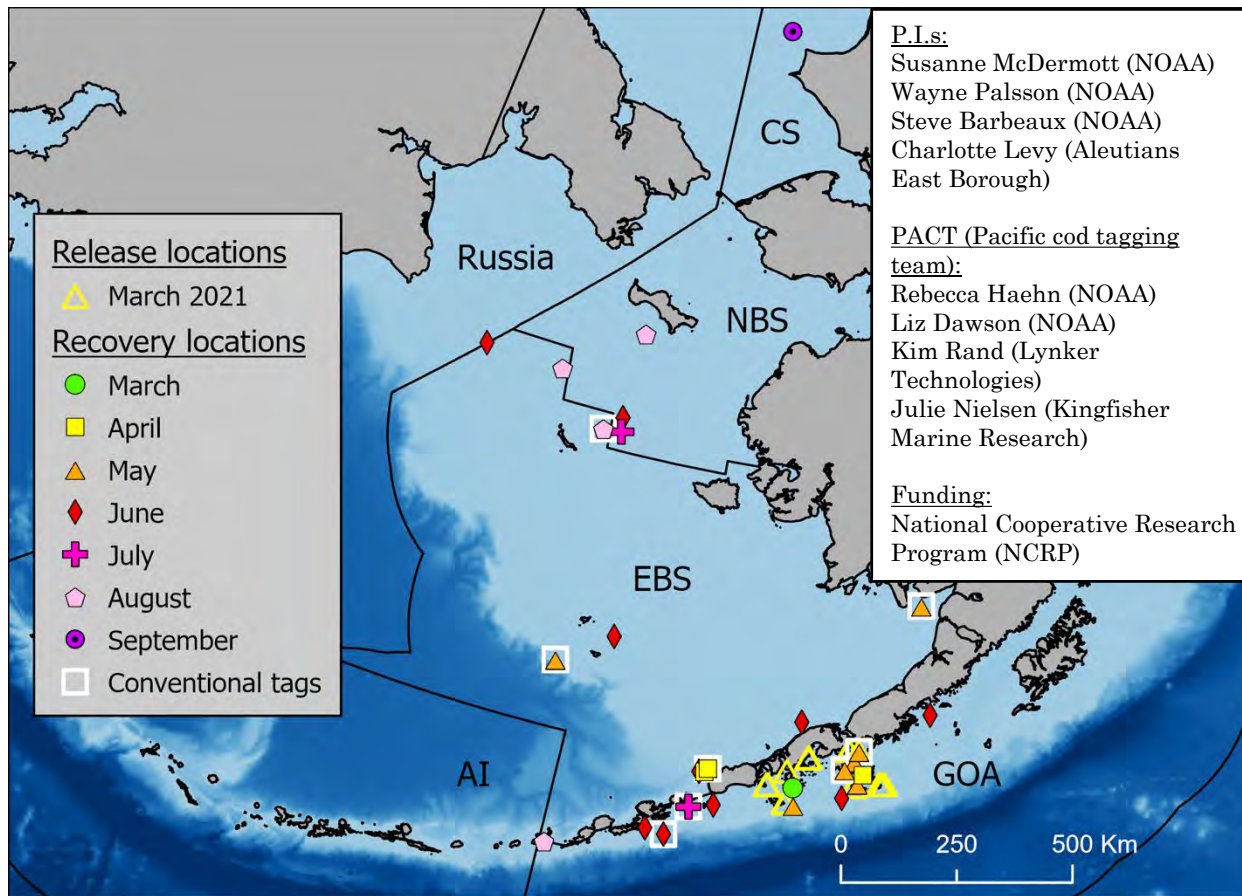 Release locations
March 2021
Recovery locations
March
April
May
June
July
August
September
Conventional tags
Russia
CS
NBS
EBS
AI
GOA
0 250 500 Km
P.I.s:
Susanne McDermott (NOAA)
Wayne Palsson (NOAA)
Steve Barbeaux (NOAA)
Charlotte Levy (Aleutians
East Borough)
PACT (Pacific cod tagging
team):
Rebecca Haehn (NOAA)
Liz Dawson (NOAA)
Kim Rand (Lynker
Technologies)
Julie Nielsen (Kingfisher
Marine Research)
Funding:
National Cooperative Research
Program (NCRP)